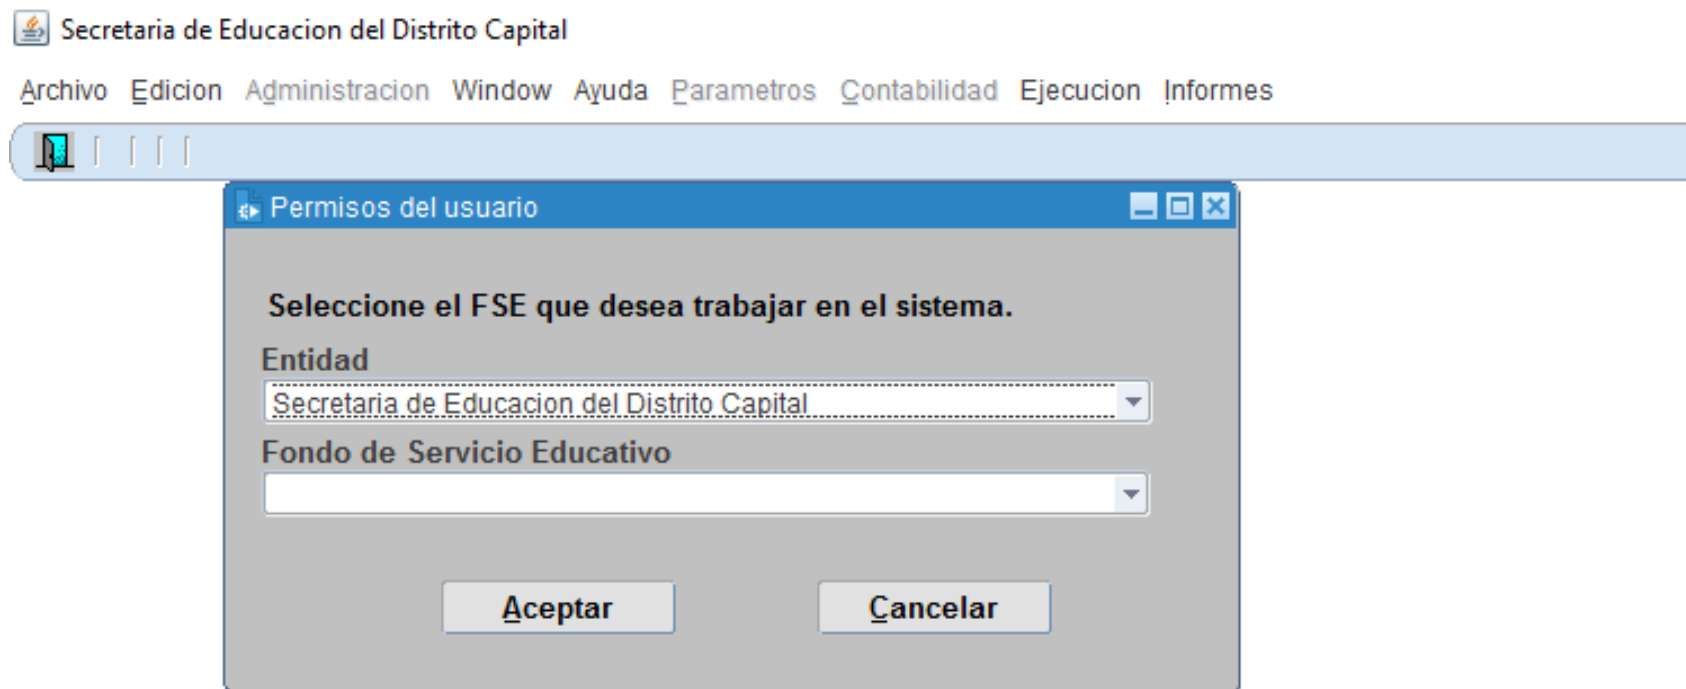 Secretaria de Educacion del Distrito Capital
Archivo Edicion Administracion Window Ayuda Parametros Contabilidad Ejecucion Informes
Permisos del usuario
Seleccione el FSE que desea trabajar en el sistema.
Entidad
Secretaria de Educacion del Distrito Capital
Fondo de Servicio Educativo
Aceptar Cancelar